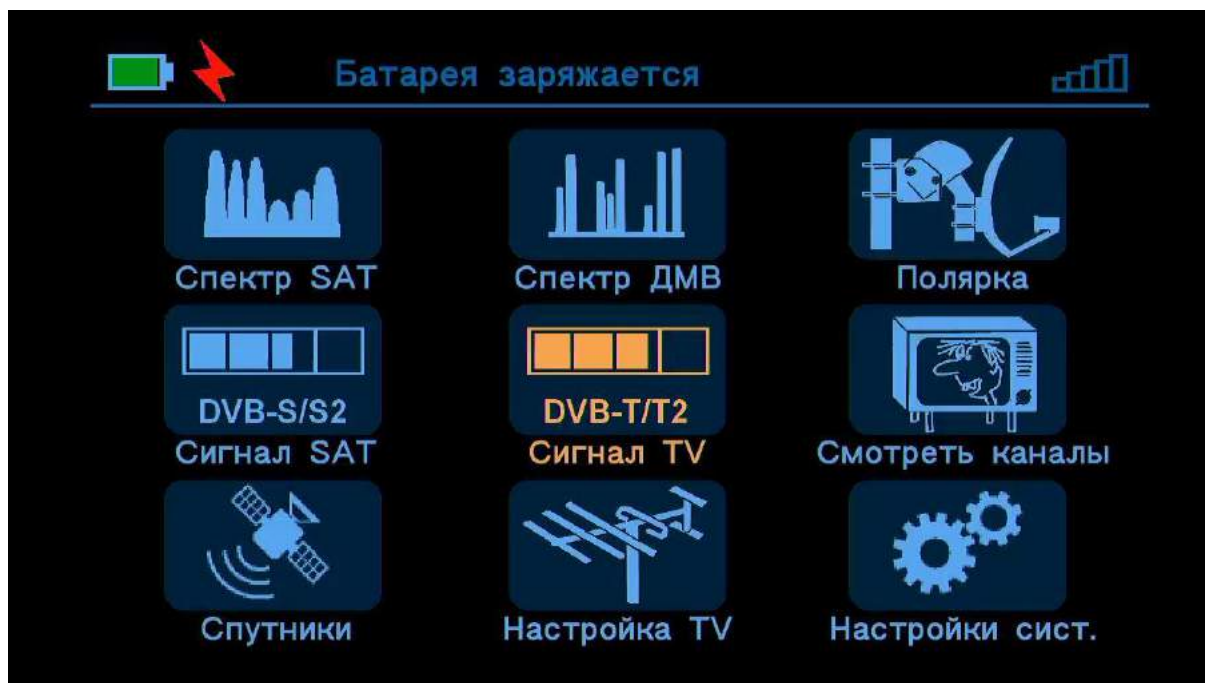 Батарея заряжается
Спектр SAT
Спектр ДМВ
Полярка
DVB-S/S2
Сигнал SAT
DVB-T/T2
Сигнал TV
Смотреть каналы
Спутники
Настройка TV
Настройки сист.